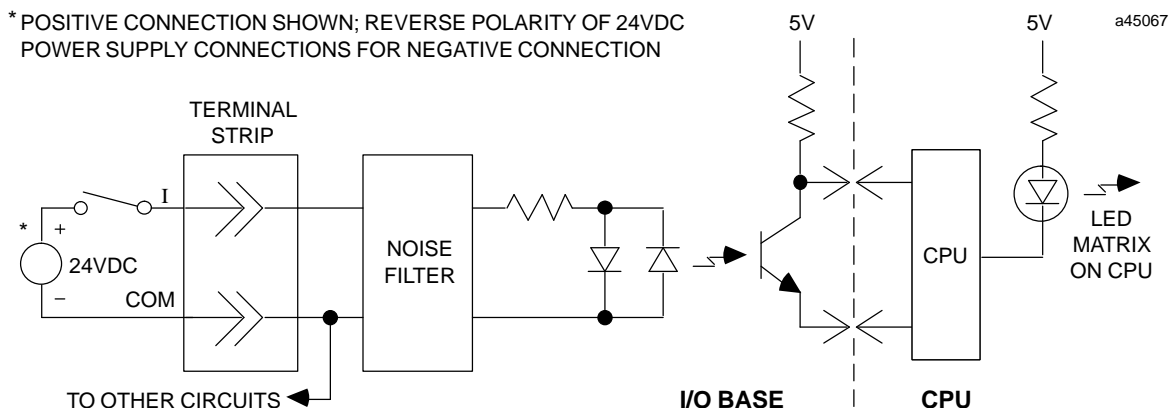 * POSITIVE CONNECTION SHOWN; REVERSE POLARITY OF 24VDC
POWER SUPPLY CONNECTIONS FOR NEGATIVE CONNECTION
5V
5V
a45067
TERMINAL
STRIP
I
*
+
24VDC
–
COM
NOISE
FILTER
CPU
LED
MATRIX
ON CPU
TO OTHER CIRCUITS
I/O BASE
CPU